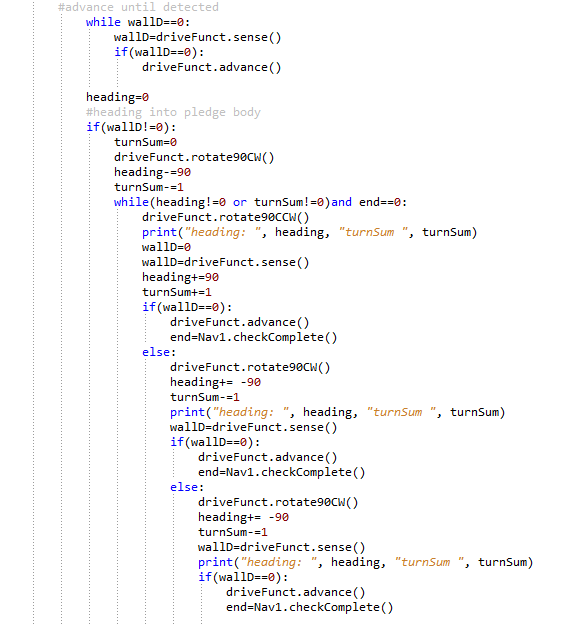 #advance until detected
while wallD==0:
wallD=driveFunct.sense()
if(wallD==0):
driveFunct.advance()
heading=0
#heading into pledge body
if(wallD!=0):
turnSum=0
driveFunct.rotate90CW()
heading-=90
turnSum-=1
while(heading!=0 or turnSum!=0)and end==0:
driveFunct.rotate90CCW()
print("heading: ", heading, "turnSum ", turnSum)
wallD=0
wallD=driveFunct.sense()
heading+=90
turnSum+=1
if(wallD==0):
driveFunct.advance()
end=Nav1.checkComplete()
else:
driveFunct.rotate90CW()
heading+= -90
turnSum-=1
print("heading: ", heading, "turnSum ", turnSum)
wallD=driveFunct.sense()
if(wallD==0):
driveFunct.advance()
end=Nav1.checkComplete()
else:
driveFunct.rotate90CW()
heading+= -90
turnSum-=1
wallD=driveFunct.sense()
print("heading: ", heading, "turnSum ", turnSum)
if(wallD==0):
driveFunct.advance()
end=Nav1.checkComplete()